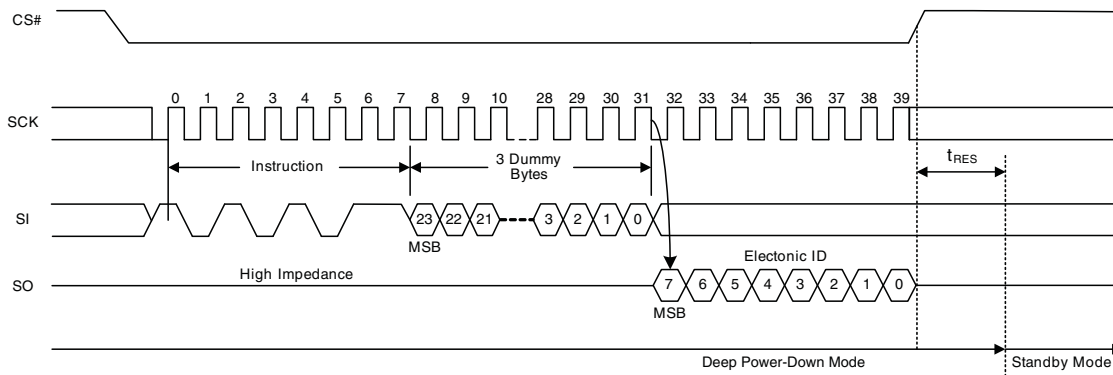 CS#
0 1 2 3 4 5 6 7 8 9 10 28 29 30 31 32 33 34 35 36 37 38 39
SCK
Instruction
3 Dummy
Bytes
tRES
SI
23 22 21 3 2 1 0
MSB
Electonic ID
High Impedance
SO
7 6 5 4 3 2 1 0
MSB
Deep Power-Down Mode
Standby Mode